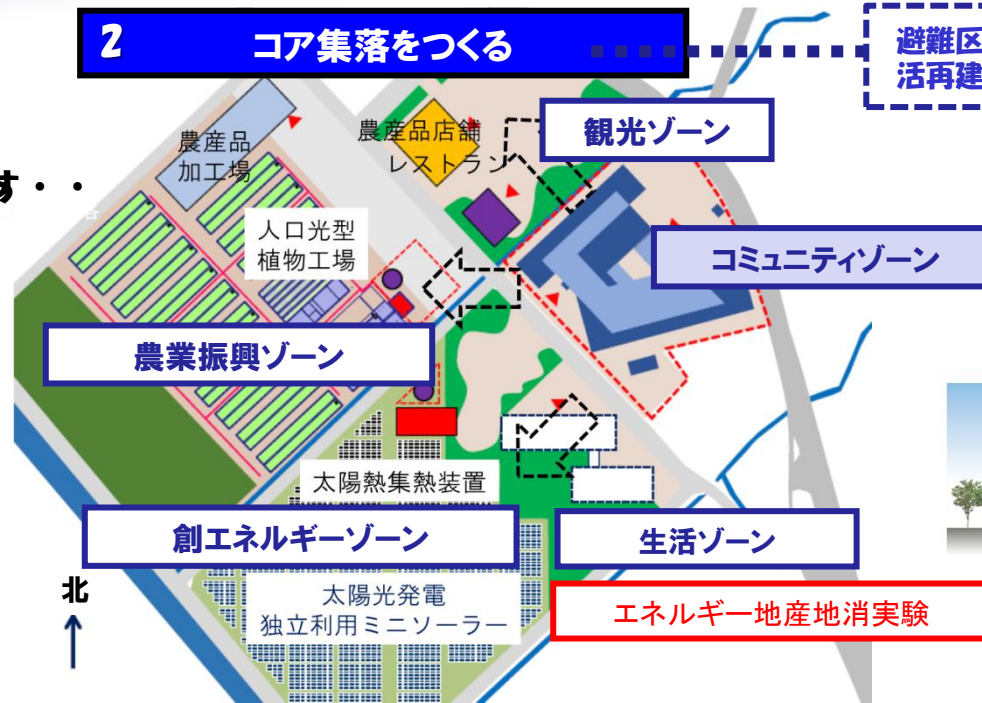 2 コア集落をつくる
避難区
活再建
す・・
農産品
加工場
農産品店舗
レストラン
観光ゾーン
人口光型
植物工場
コミュニティゾーン
農業振興ゾーン
太陽熱集熱装置
創エネルギーゾーン
生活ゾーン
太陽光発電
独立利用ミニソーラー
エネルギー地産地消実験
北